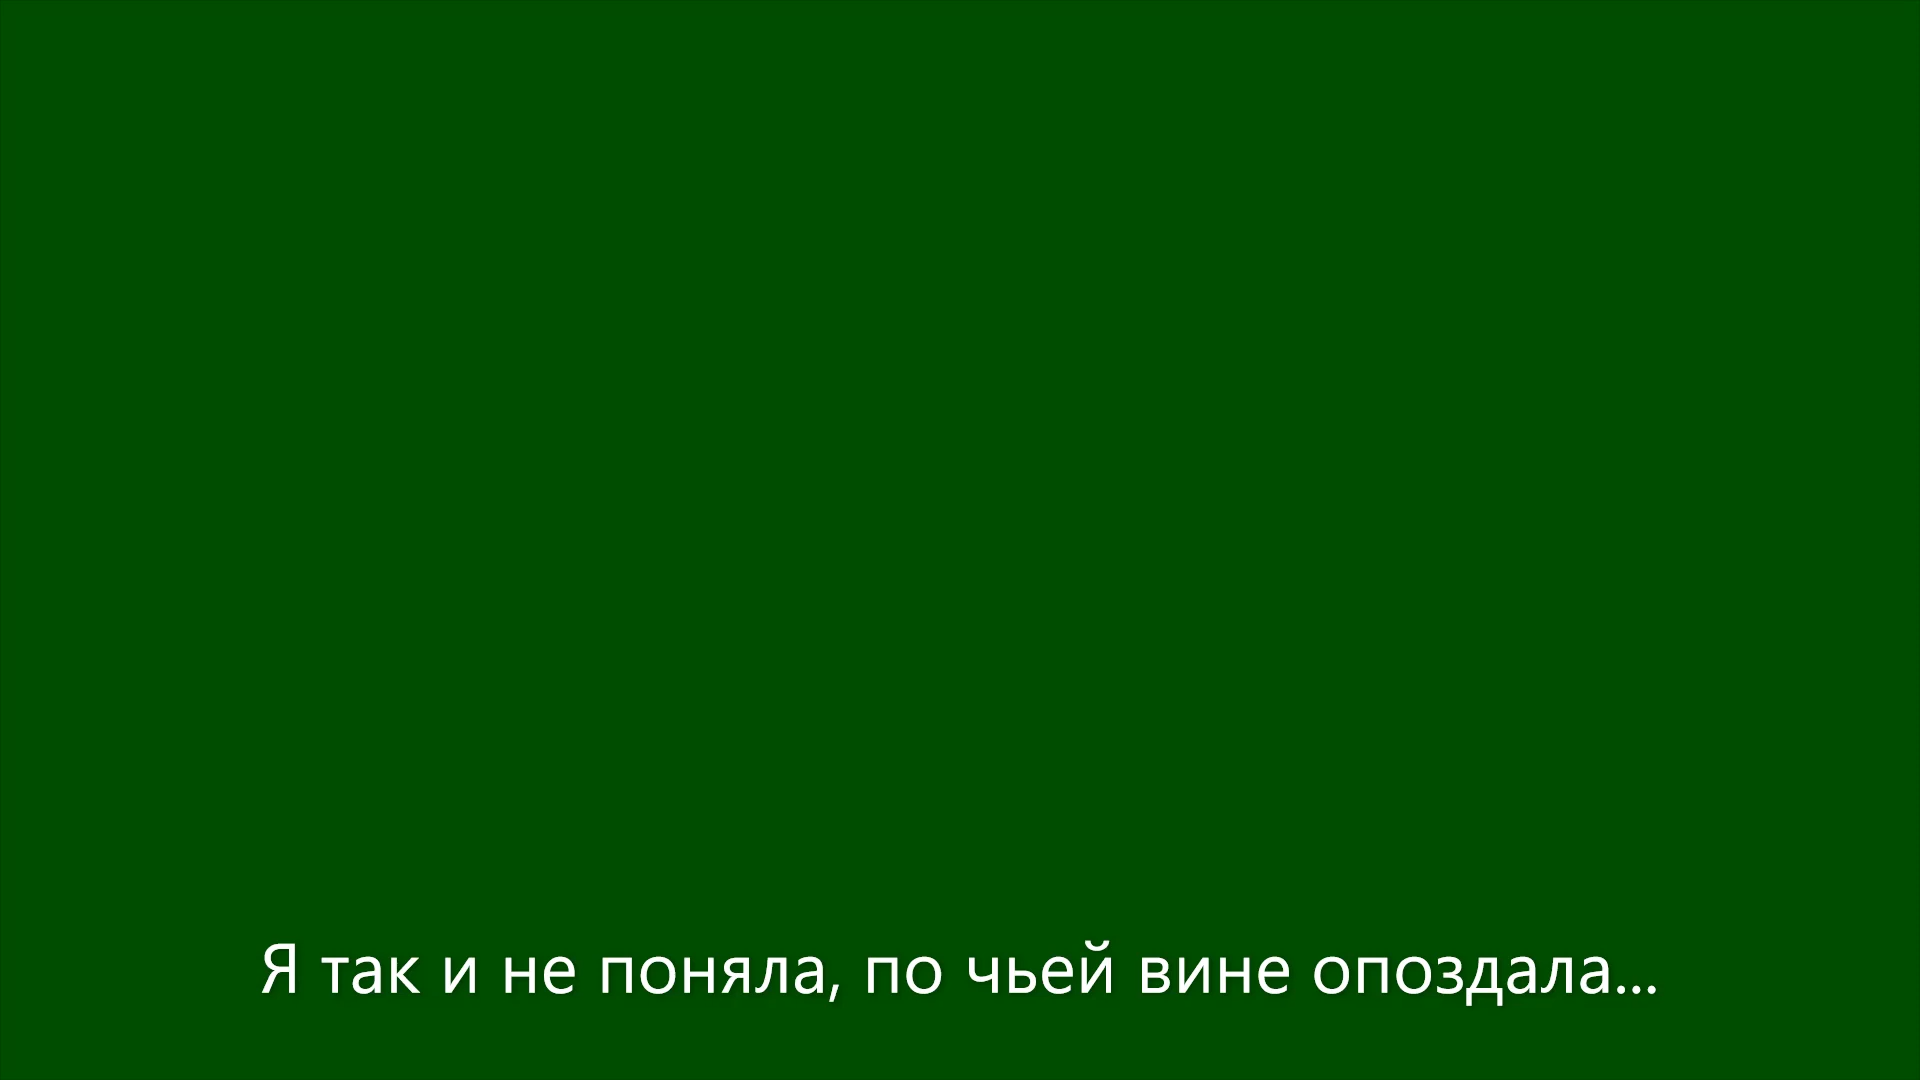 Я так и не поняла, по чьей вине опоздала...